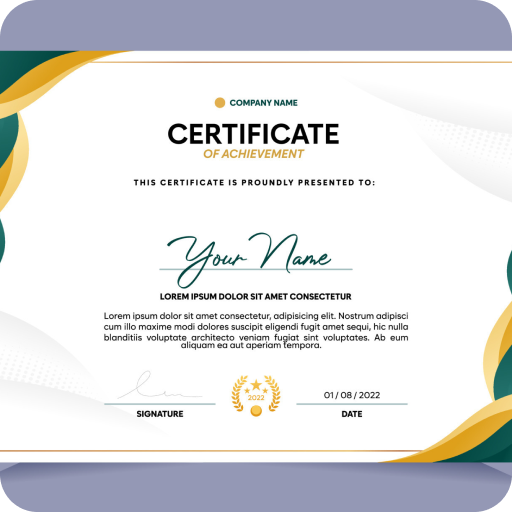 COMPANY NAME
CERTIFICATE
OF ACHIEVEMENT
THIS CERTIFICATE IS PROUNDLY PRESENTED TO:
Your Name
LOREM IPSUM DOLOR SIT AMET CONSECTETUR
Lorem ipsum dolor sit amet consectetur, adipisicing elit. Nostrum adipisci
cum illo maxime dolores suscipit eligendi fugit amet quisquam, hic nulla
blanditiis voluptate architecto veniam fugiat sint voluptates. Ab eum
aliquam ea aut aperiam tempora.
2022
01 / 08 / 2022
SIGNATURE
DATE